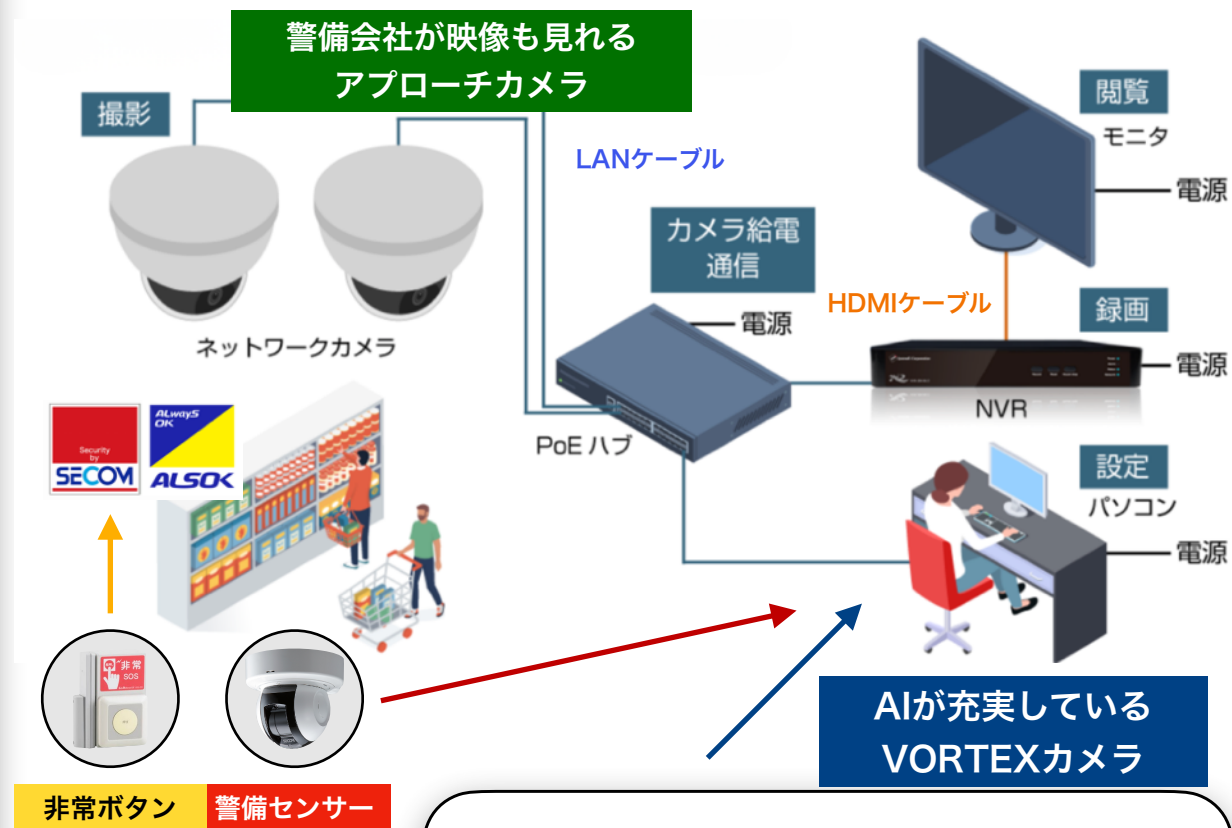 警備会社が映像も見れる
アプローチカメラ
撮影
閲覧
モニタ
電源
LANケーブル
カメラ給電
通信
電源
HDMIケーブル
録画
電源
ネットワークカメラ
NVR
PoE ハブ
Security
by
SECOM
ALwayS
OK
ALSOK
設定
パソコン
電源
非常
SOS
AIが充実している
VORTEXカメラ
非常ボタン
警備センサー